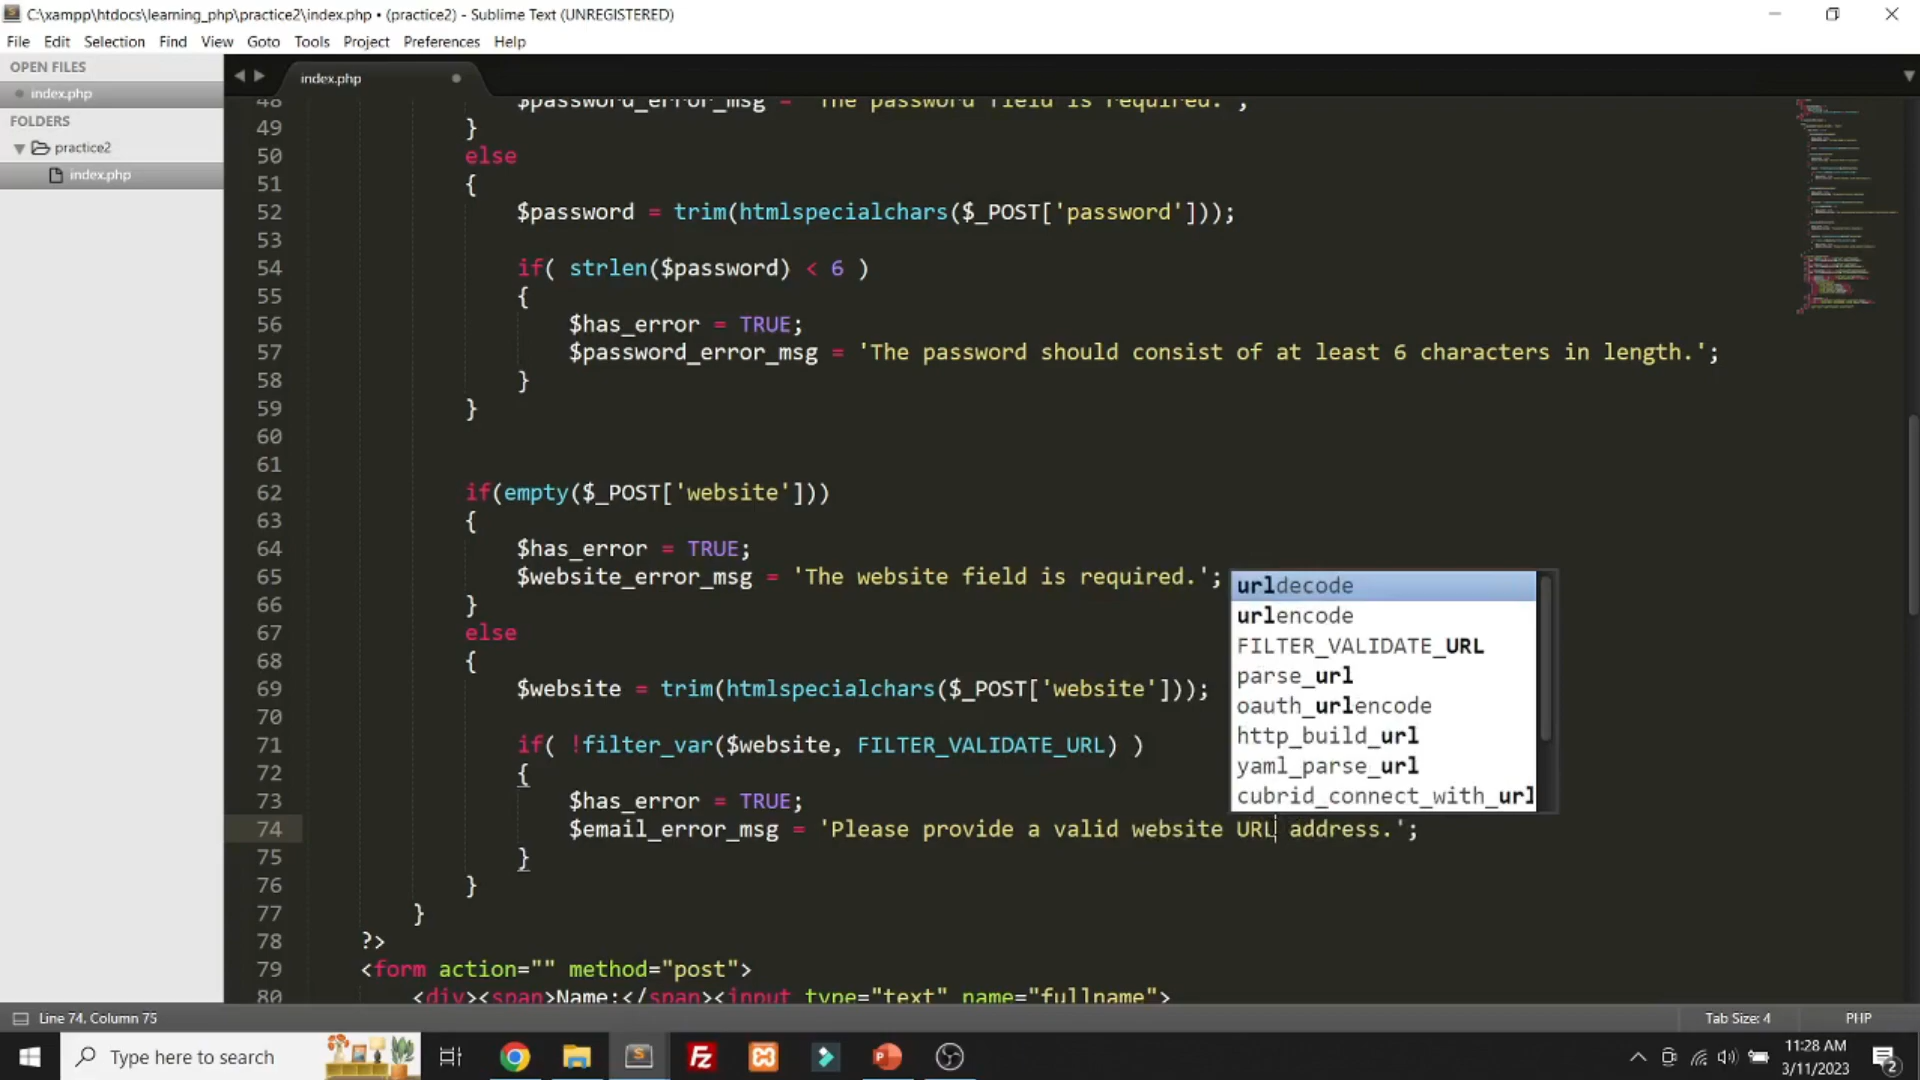 C:\xampp\htdocs\learning_php\practice2\index.php • (practice2) - Sublime Text (UNREGISTERED)
File Edit Selection Find View Goto Tools Project Preferences Help
OPEN FILES
index.php
FOLDERS
practice2
index.php
index.php
48 $password_error_msg = 'The password field is required.';
49 }
50 else
51 {
52 $password = trim(htmlspecialchars($_POST['password']));
53
54 if( strlen($password) < 6 )
55 {
56 $has_error = TRUE;
57 $password_error_msg = 'The password should consist of at least 6 characters in length.';
58 }
59 }
60
61
62 if(empty($_POST['website']))
63 {
64 $has_error = TRUE;
65 $website_error_msg = 'The website field is required.';
66 }
67 else
68 {
69 $website = trim(htmlspecialchars($_POST['website']));
70
71 if( !filter_var($website, FILTER_VALIDATE_URL) )
72 {
73 $has_error = TRUE;
74 $email_error_msg = 'Please provide a valid website URL address.';
75 }
76 }
77 }
78 ?>
79 <form action="" method="post">
80 <div><span>Name:</span><input type="text" name="fullname">
urldecode
urlencode
FILTER_VALIDATE_URL
parse_url
oauth_urlencode
http_build_url
yaml_parse_url
cubrid_connect_with_url
Line 74, Column 75
Tab Size: 4
PHP
Type here to search
11:28 AM
3/11/2023
2